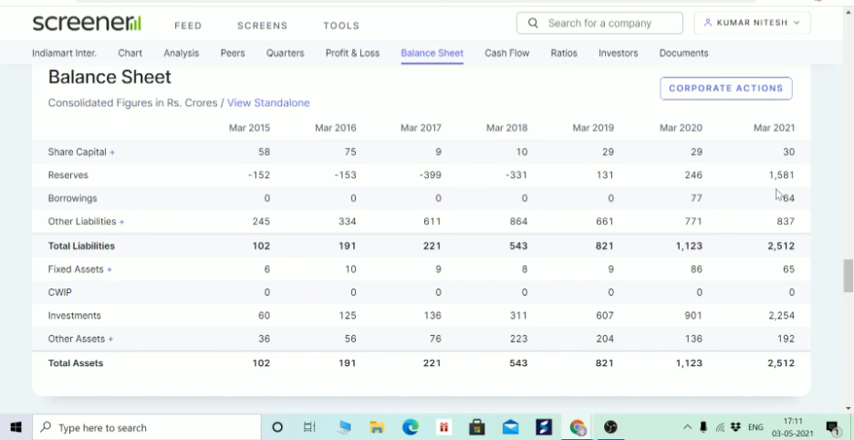 screener
FEED SCREENS TOOLS Search for a company KUMAR NITESH
Indiamart Inter. Chart Analysis Peers Quarters Profit & Loss Balance Sheet Cash Flow Ratios Investors Documents
Balance Sheet
CORPORATE ACTIONS
Consolidated Figures in Rs. Crores / View Standalone
Mar 2015 Mar 2016 Mar 2017 Mar 2018 Mar 2019 Mar 2020 Mar 2021
Share Capital + 58 75 9 10 29 29 30
Reserves -152 -153 -399 -331 131 246 1,581
Borrowings 0 0 0 0 0 77 64
Other Liabilities + 245 334 611 864 661 771 837
Total Liabilities 102 191 221 543 821 1,123 2,512
Fixed Assets + 6 10 9 8 9 86 65
CWIP 0 0 0 0 0 0 0
Investments 60 125 136 311 607 901 2,254
Other Assets + 36 56 76 223 204 136 192
Total Assets 102 191 221 543 821 1,123 2,512
Type here to search ENG 17:11
03-05-2021